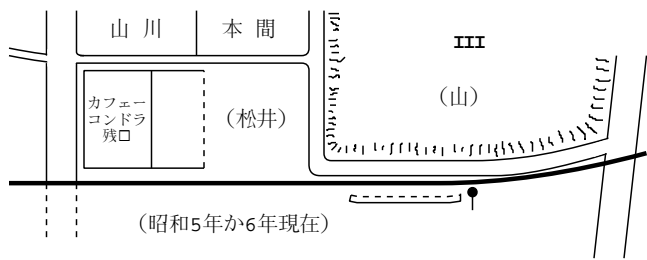 山川
本間
III
(山)
カフェー
コンドラ
残口
(松井)
(昭和5年か6年現在)